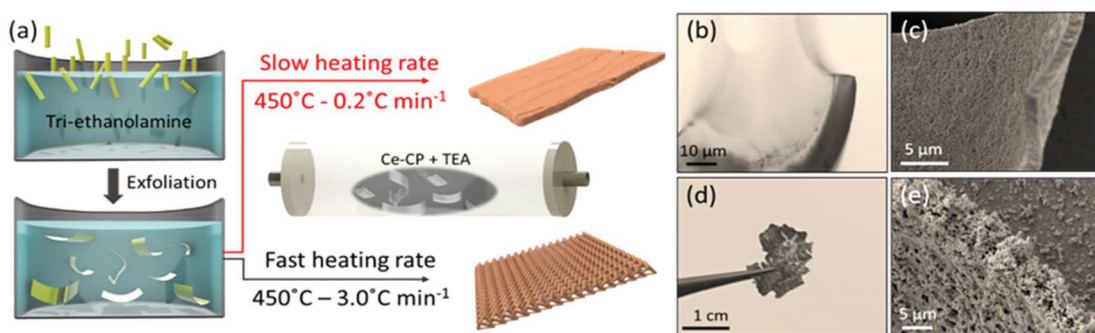 (a)
Tri-ethanolamine
Exfoliation
Slow heating rate
450˚C - 0.2˚C min⁻¹
Ce-CP + TEA
Fast heating rate
450˚C – 3.0˚C min⁻¹
(b)
10 µm
(c)
5 µm
(d)
1 cm
(e)
5 µm